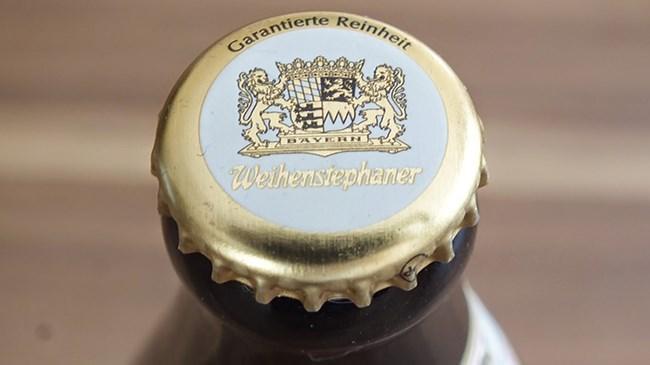 Garantierte Reinheit
BAYERN
Weihenstephaner